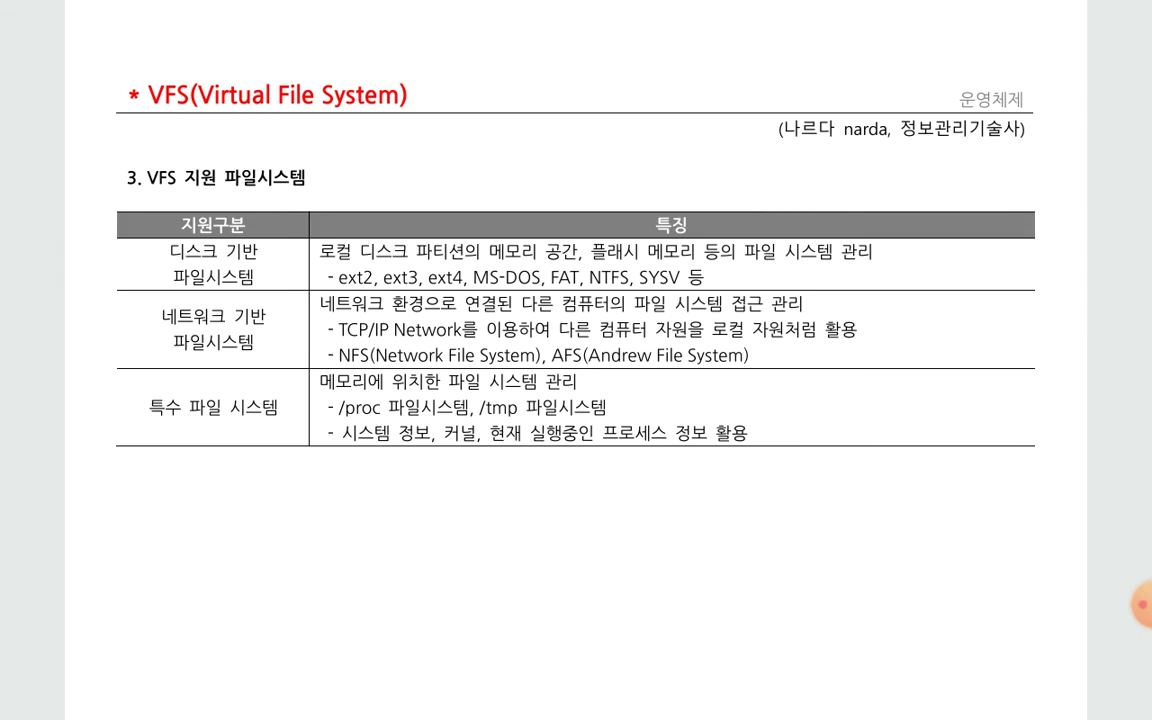 * VFS(Virtual File System)
운영체제
(나르다 narda, 정보관리기술사)
3. VFS 지원 파일시스템
지원구분
특징
디스크 기반
파일시스템
로컬 디스크 파티션의 메모리 공간, 플래시 메모리 등의 파일 시스템 관리
- ext2, ext3, ext4, MS-DOS, FAT, NTFS, SYSV 등
네트워크 기반
파일시스템
네트워크 환경으로 연결된 다른 컴퓨터의 파일 시스템 접근 관리
- TCP/IP Network를 이용하여 다른 컴퓨터 자원을 로컬 자원처럼 활용
- NFS(Network File System), AFS(Andrew File System)
특수 파일 시스템
메모리에 위치한 파일 시스템 관리
- /proc 파일시스템, /tmp 파일시스템
- 시스템 정보, 커널, 현재 실행중인 프로세스 정보 활용